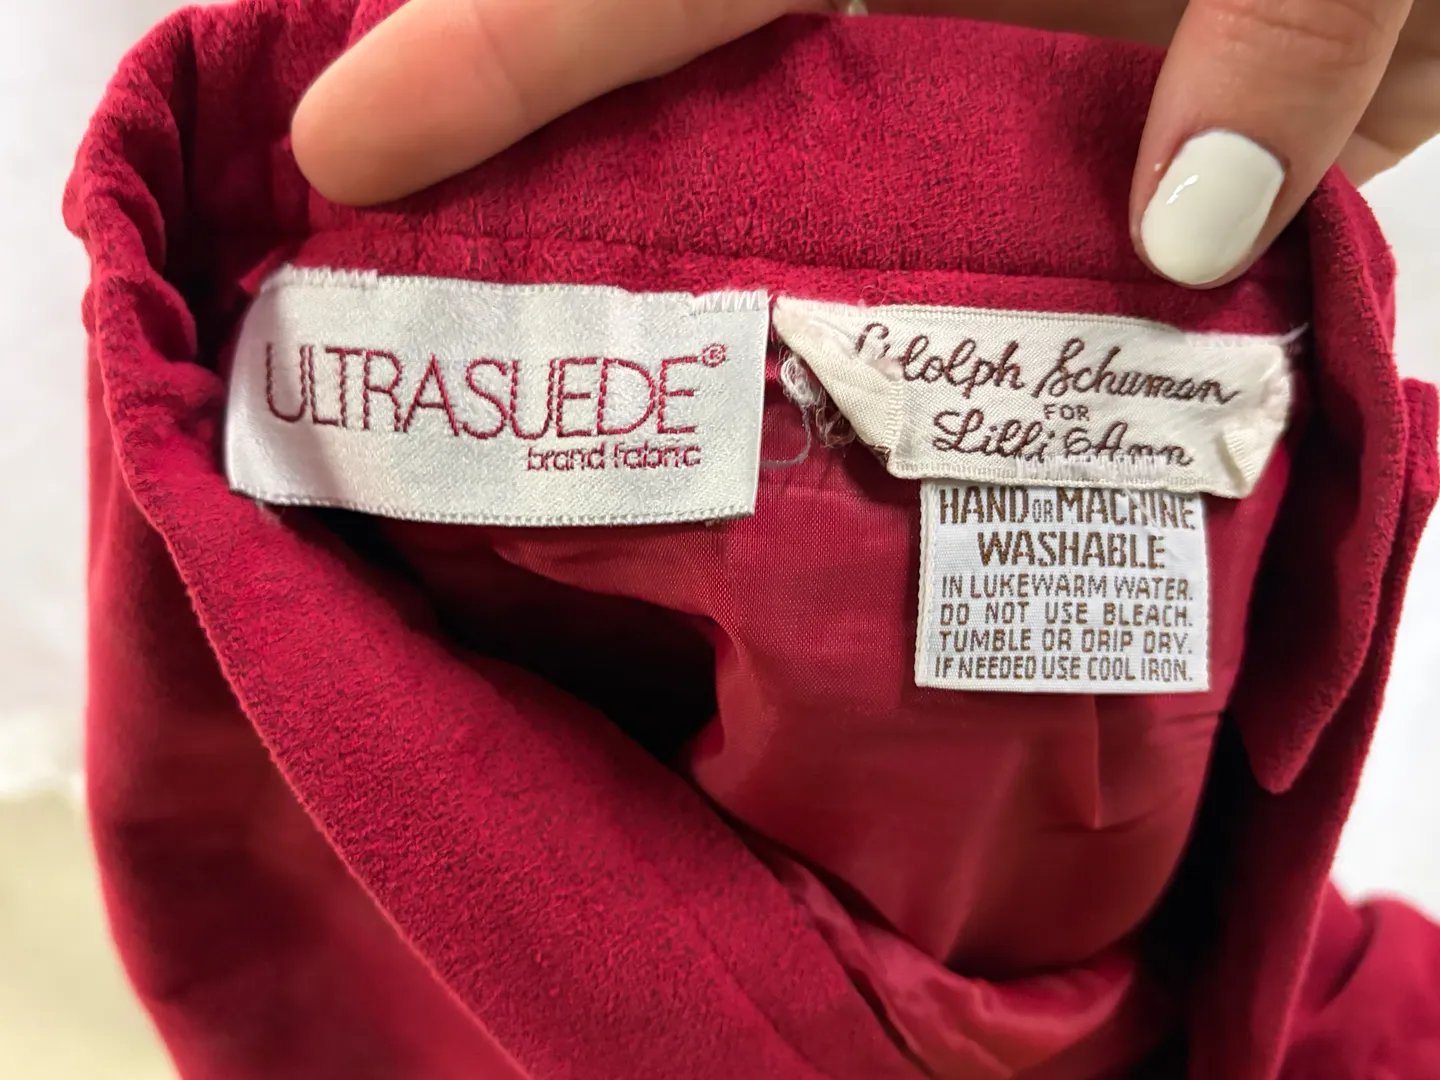 ULTRASUEDE®
brand fabric
Schuman
FOR
Lilli Ann
HAND OR MACHINE
WASHABLE
IN LUKEWARM WATER.
DO NOT USE BLEACH.
TUMBLE OR DRIP DRY.
IF NEEDED USE COOL IRON.